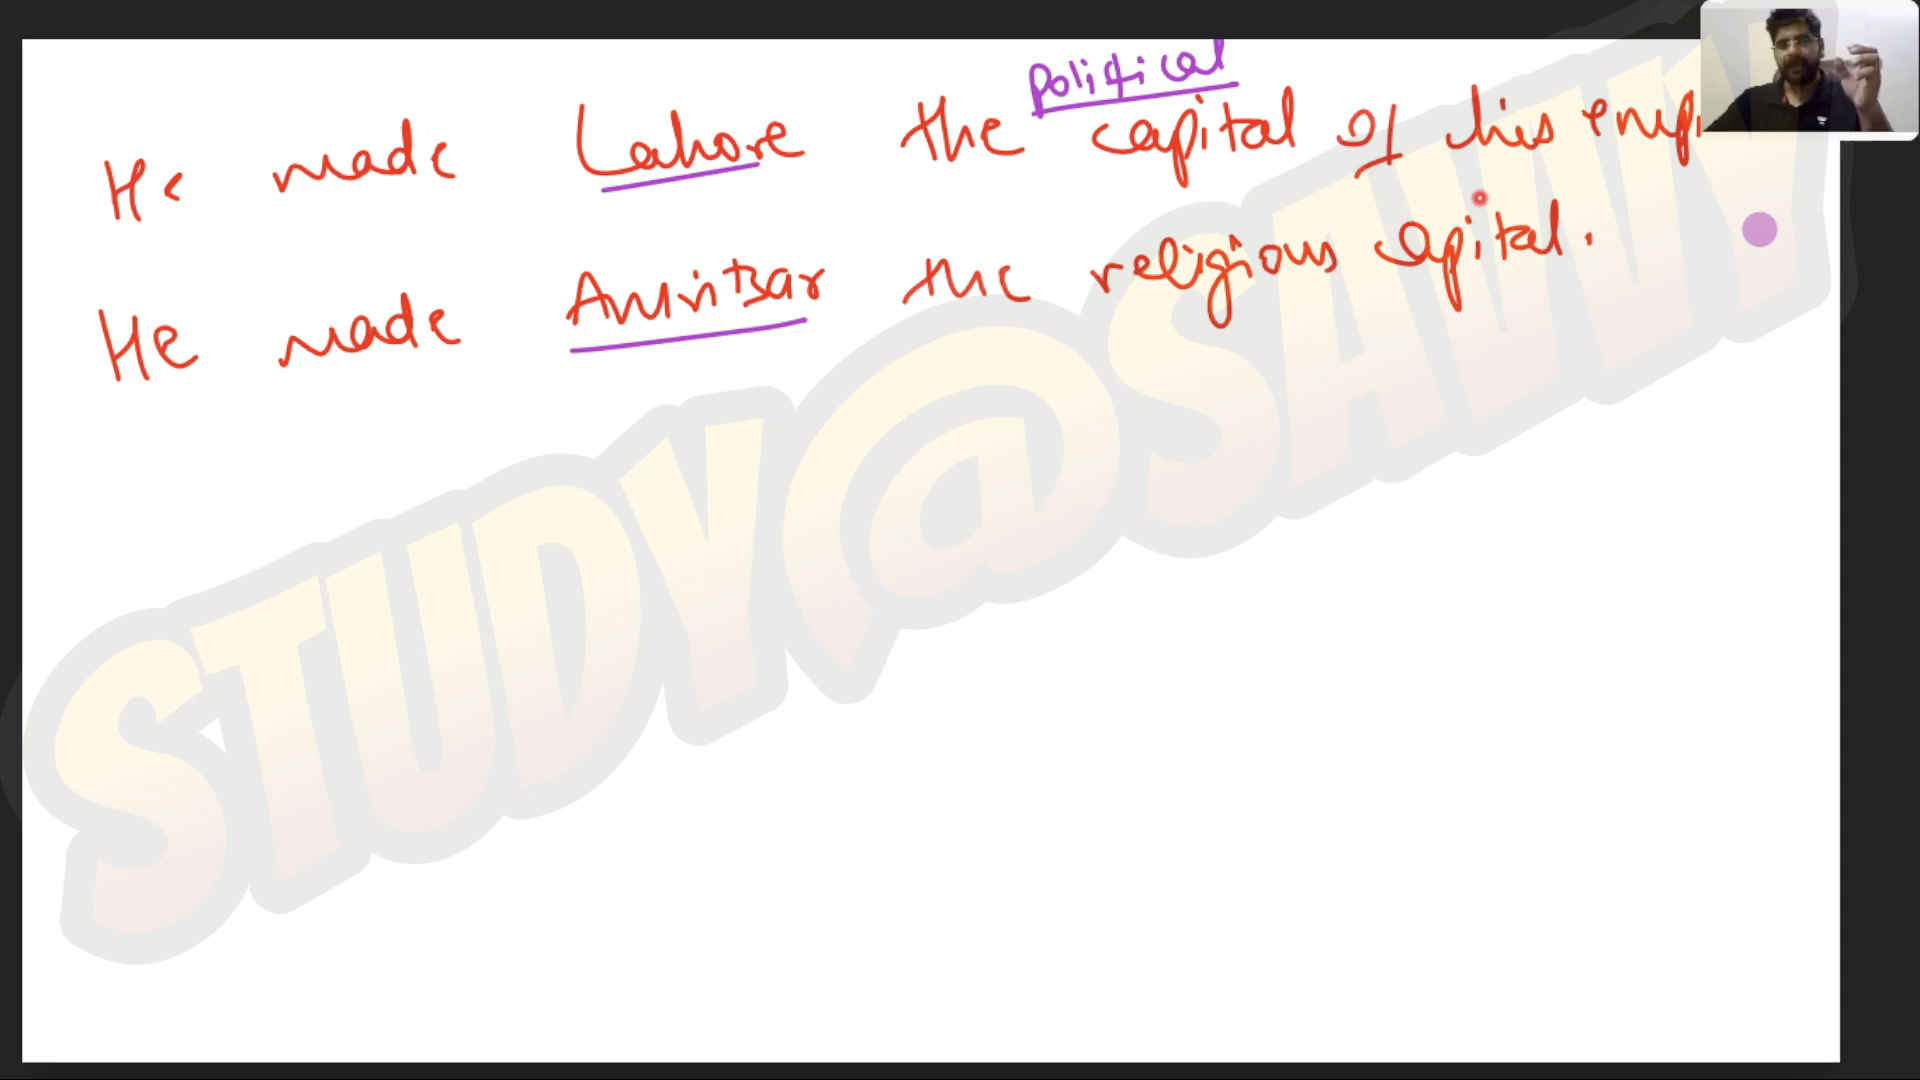 Political
He made Lahore the capital of his emp
He made Amritsar the religious capital.
STUDY@SAVVY